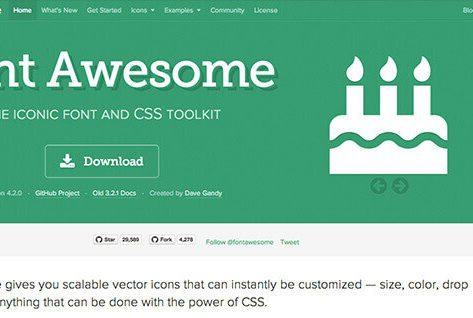 Home What's New Get Started Icons Examples Community License Blo
nt Awesome
E ICONIC FONT AND CSS TOOLKIT
Download
on 4.2.0 · GitHub Project · Old 3.2.1 Docs · Created by Dave Gandy
Star 29,589 Fork 4,278 Follow @fontawesome Tweet
e gives you scalable vector icons that can instantly be customized — size, color, drop
nything that can be done with the power of CSS.